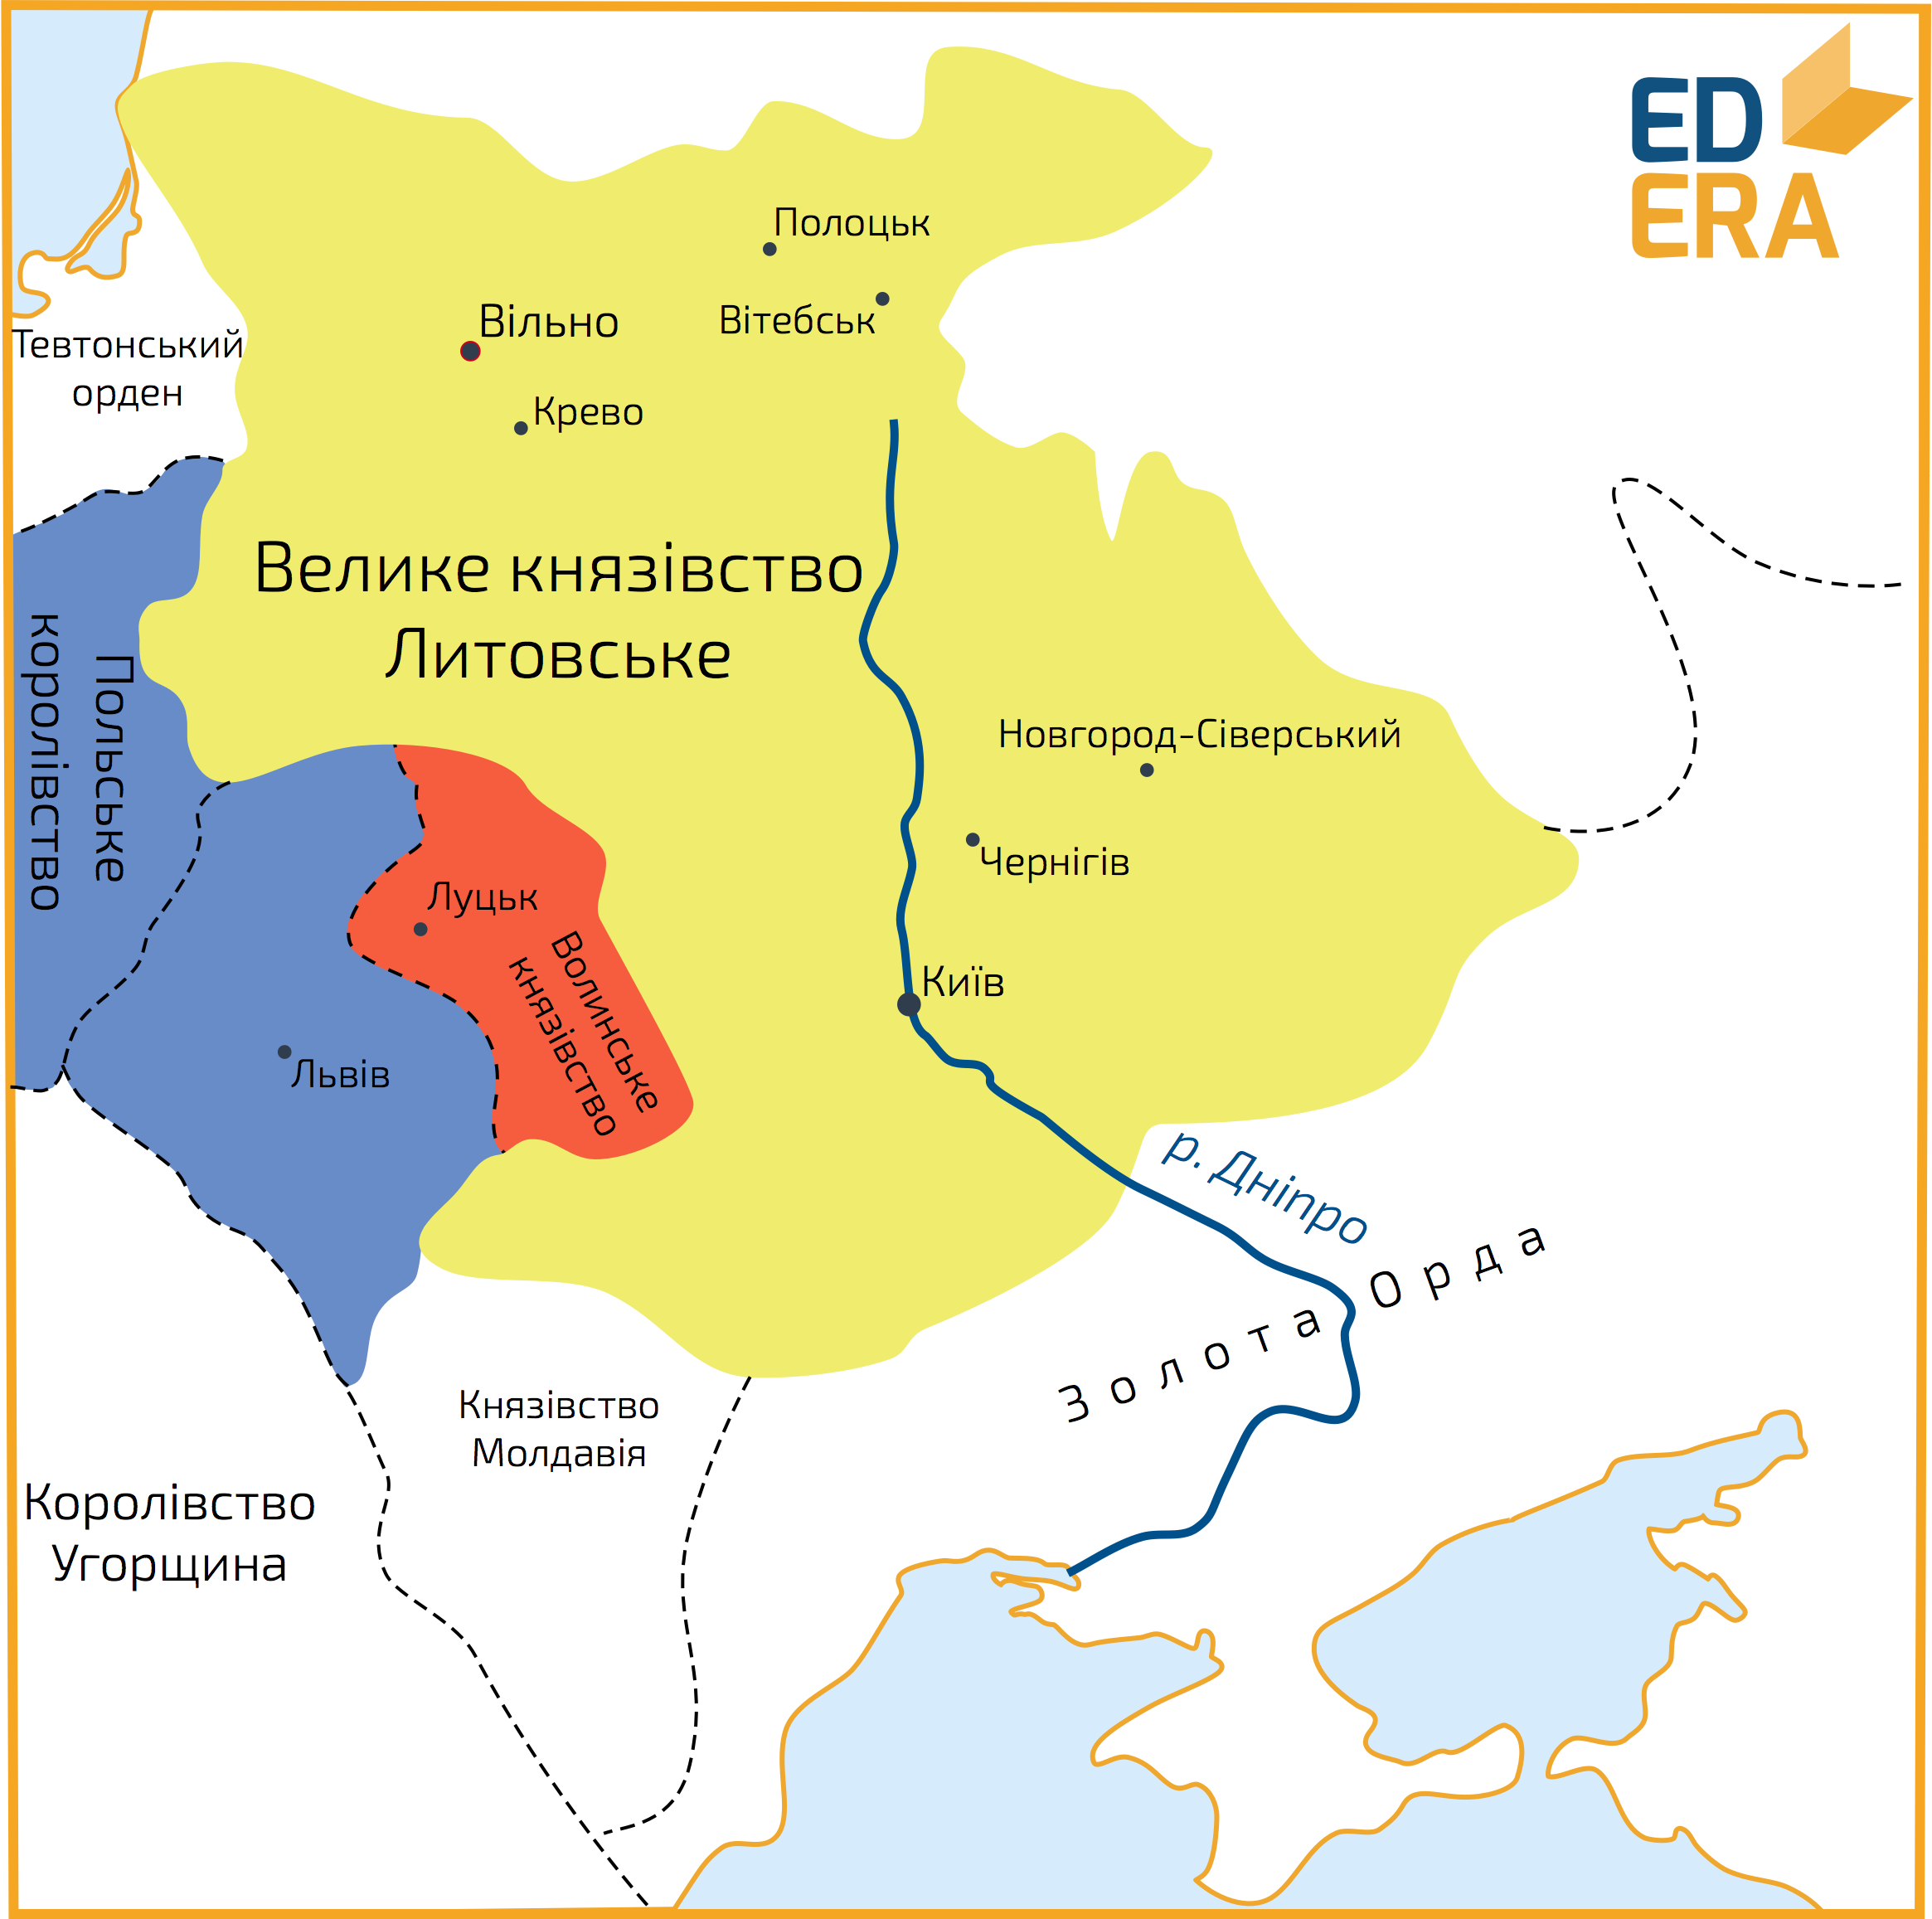 ED
ERA
Полоцьк
Вітебськ
Вільно
Крево
Тевтонський
орден
Велике князівство
Литовське
Польське
королівство
Новгород-Сіверський
Чернігів
Луцьк
Волинське
князівство
Київ
Львів
р. Дніпро
Золота Орда
Князівство
Молдавія
Королівство
Угорщина